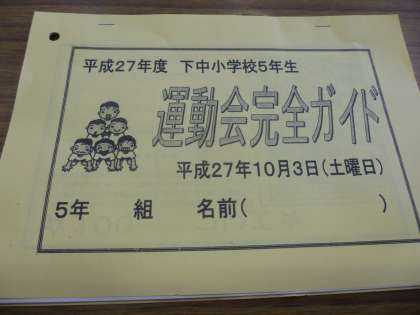 平成27年度 下中小学校5年生
運動会完全ガイド
平成27年10月3日(土曜日)
5年 組 名前( )